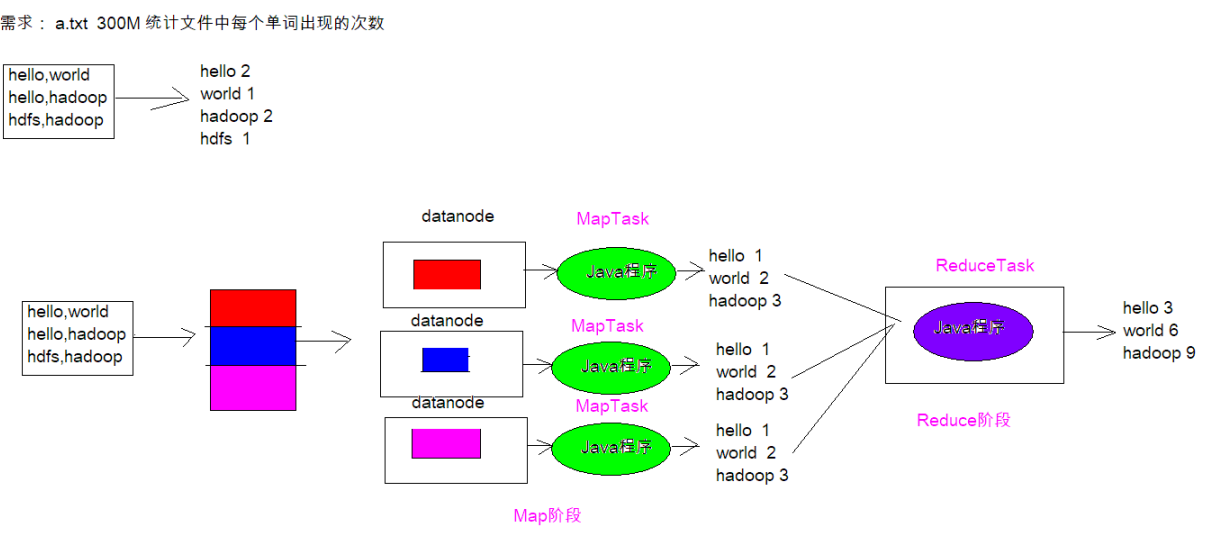 需求： a.txt 300M 统计文件中每个单词出现的次数
hello,world
hello,hadoop
hdfs,hadoop
hello 2
world 1
hadoop 2
hdfs 1
hello,world
hello,hadoop
hdfs,hadoop
datanode
MapTask
Java程序
hello 1
world 2
hadoop 3
datanode
MapTask
Java程序
hello 1
world 2
hadoop 3
datanode
MapTask
Java程序
hello 1
world 2
hadoop 3
Map阶段
ReduceTask
Java程序
Reduce阶段
hello 3
world 6
hadoop 9